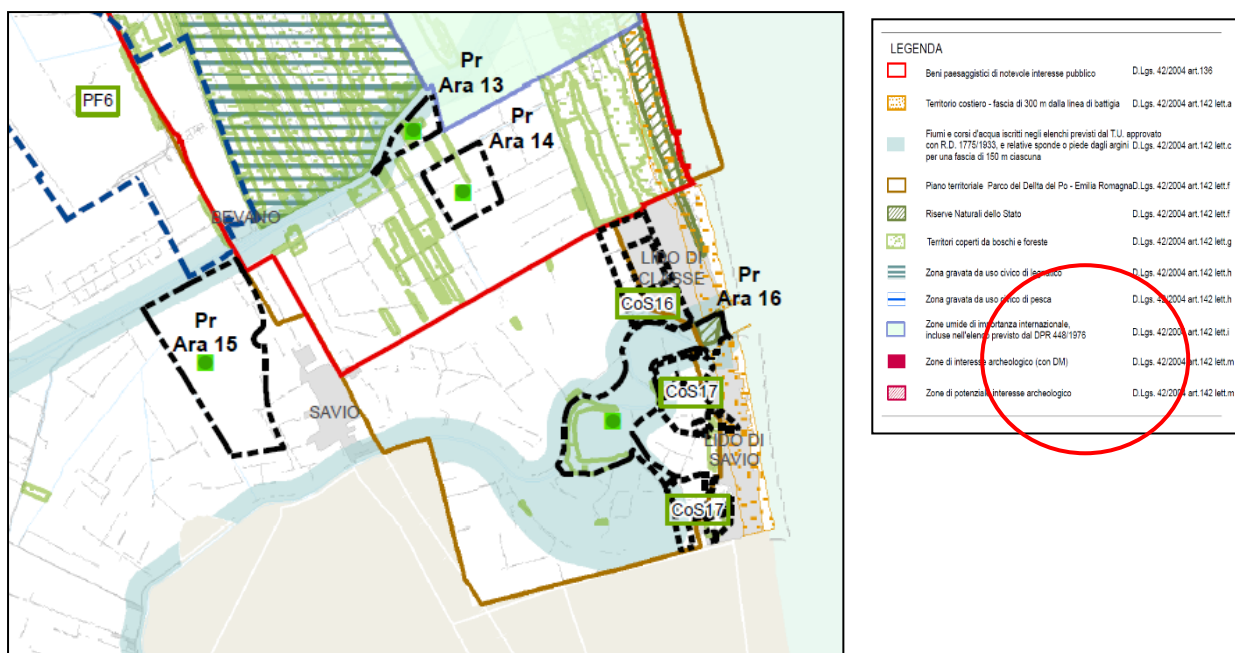 PF6
Pr
Ara 13
Pr
Ara 14
BEVANO
LIDO DI
CLASSE
Pr
Ara 16
CoS16
Pr
Ara 15
CoS17
SAVIO
LIDO DI
SAVIO
CoS17
LEGENDA
Beni paesaggistici di notevole interesse pubblico D.Lgs. 42/2004 art.136
Territorio costiero - fascia di 300 m dalla linea di battigia D.Lgs. 42/2004 art.142 lett.a
Fiumi e corsi d'acqua iscritti negli elenchi previsti dal T.U. approvato
con R.D. 1775/1933, e relative sponde o piede degli argini D.Lgs. 42/2004 art.142 lett.c
per una fascia di 150 m ciascuna
Piano territoriale Parco del Delta del Po - Emilia Romagna D.Lgs. 42/2004 art.142 lett.f
Riserve Naturali dello Stato D.Lgs. 42/2004 art.142 lett.f
Territori coperti da boschi e foreste D.Lgs. 42/2004 art.142 lett.g
Zona gravata da uso civico di legnatico D.Lgs. 42/2004 art.142 lett.h
Zona gravata da uso civico di pesca D.Lgs. 42/2004 art.142 lett.h
Zone umide di importanza internazionale,
incluse nell'elenco previsto dal DPR 448/1976 D.Lgs. 42/2004 art.142 lett.i
Zone di interesse archeologico (con DM) D.Lgs. 42/2004 art.142 lett.m
Zone di potenziale interesse archeologico D.Lgs. 42/2004 art.142 lett.m